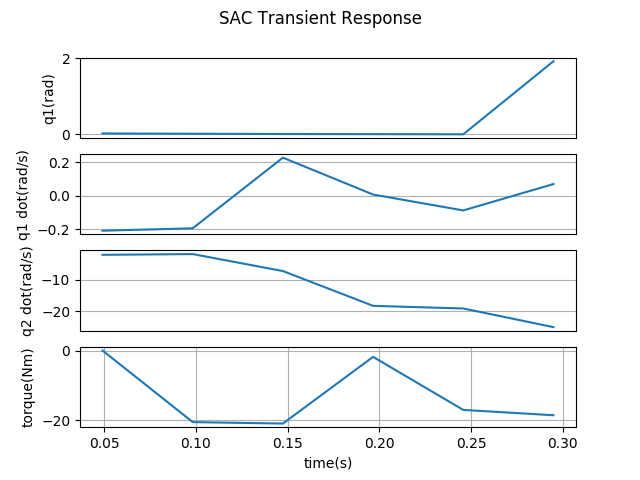 SAC Transient Response
q1(rad)
2
0
q1 dot(rad/s)
0.2
0.0
−0.2
q2 dot(rad/s)
−10
−20
torque(Nm)
0
−20
0.05 0.10 0.15 0.20 0.25 0.30
time(s)